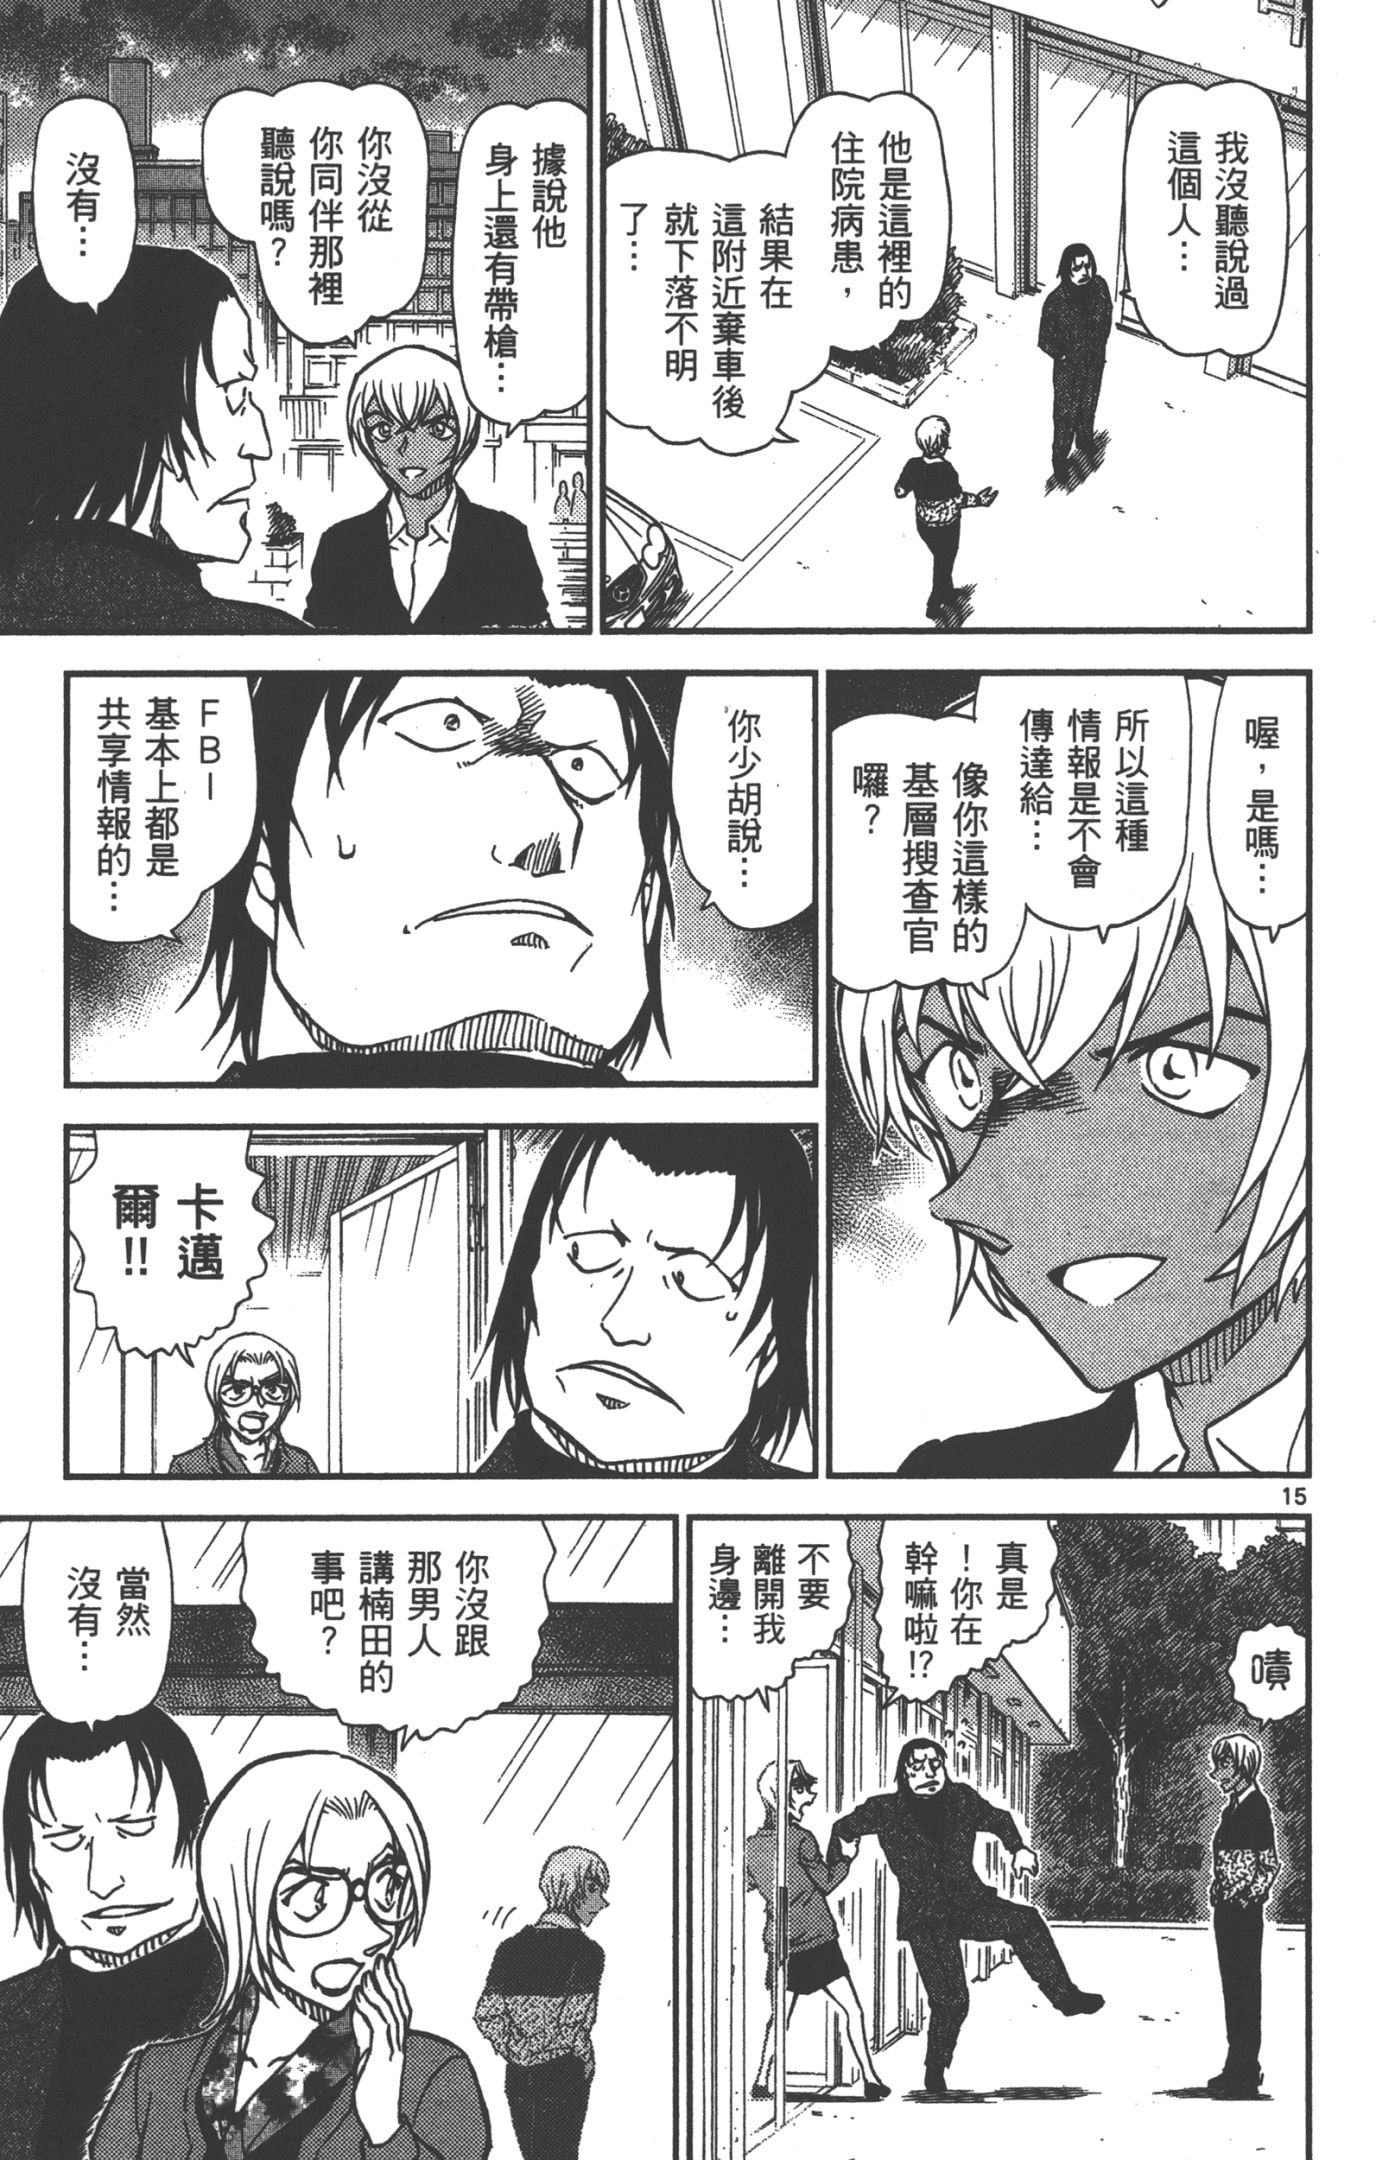 我沒聽說過
這個人…
他是這裡的
住院病患，
結果在
這附近棄車後
就下落不明
了…
據說他
身上還有帶槍…
你沒從
你同伴那裡
聽說嗎？
沒有…
喔，是嗎…
所以這種
情報是不會
傳達給…
像你這樣的
基層搜查官
囉？
你少胡說…
FBI
基本上都是
共享情報的…
卡邁
爾!!
15
嘖
真是
！你在
幹嘛啦!?
不要
離開我
身邊…
你沒跟
那男人
講楠田的
事吧？
當然
沒有…